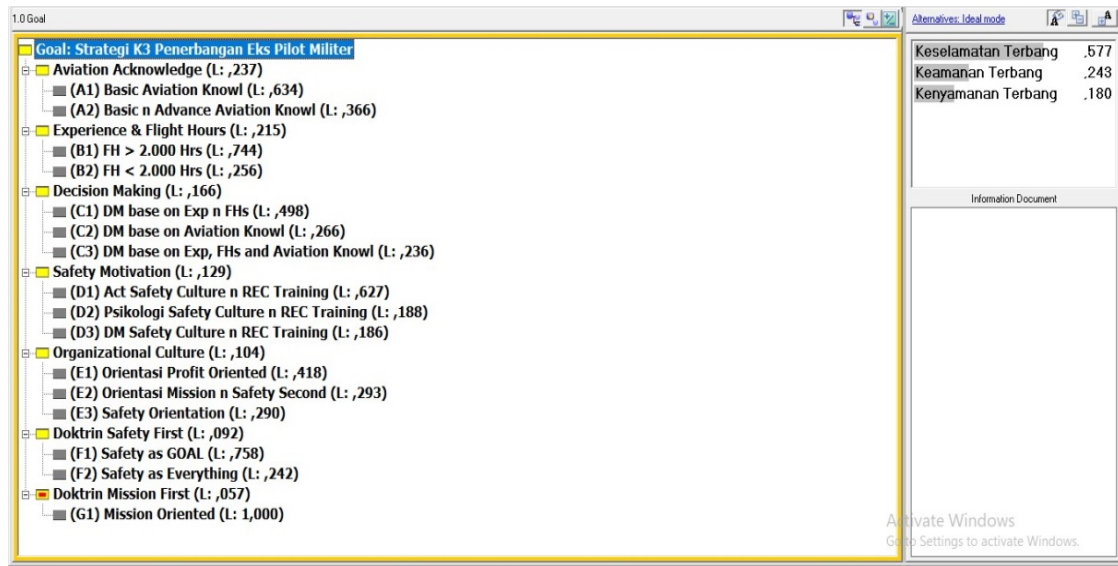 1.0 Goal
Goal: Strategi K3 Penerbangan Eks Pilot Militer
Aviation Acknowledge (L: ,237)
(A1) Basic Aviation Knowl (L: ,634)
(A2) Basic n Advance Aviation Knowl (L: ,366)
Experience & Flight Hours (L: ,215)
(B1) FH > 2.000 Hrs (L: ,744)
(B2) FH < 2.000 Hrs (L: ,256)
Decision Making (L: ,166)
(C1) DM base on Exp n FHs (L: ,498)
(C2) DM base on Aviation Knowl (L: ,266)
(C3) DM base on Exp, FHs and Aviation Knowl (L: ,236)
Safety Motivation (L: ,129)
(D1) Act Safety Culture n REC Training (L: ,627)
(D2) Psikologi Safety Culture n REC Training (L: ,188)
(D3) DM Safety Culture n REC Training (L: ,186)
Organizational Culture (L: ,104)
(E1) Orientasi Profit Oriented (L: ,418)
(E2) Orientasi Mission n Safety Second (L: ,293)
(E3) Safety Orientation (L: ,290)
Doktrin Safety First (L: ,092)
(F1) Safety as GOAL (L: ,758)
(F2) Safety as Everything (L: ,242)
Doktrin Mission First (L: ,057)
(G1) Mission Oriented (L: 1,000)
Alternatives: Ideal mode
Keselamatan Terbang ,577
Keamanan Terbang ,243
Kenyamanan Terbang ,180
Information Document
Activate Windows
Go to Settings to activate Windows.